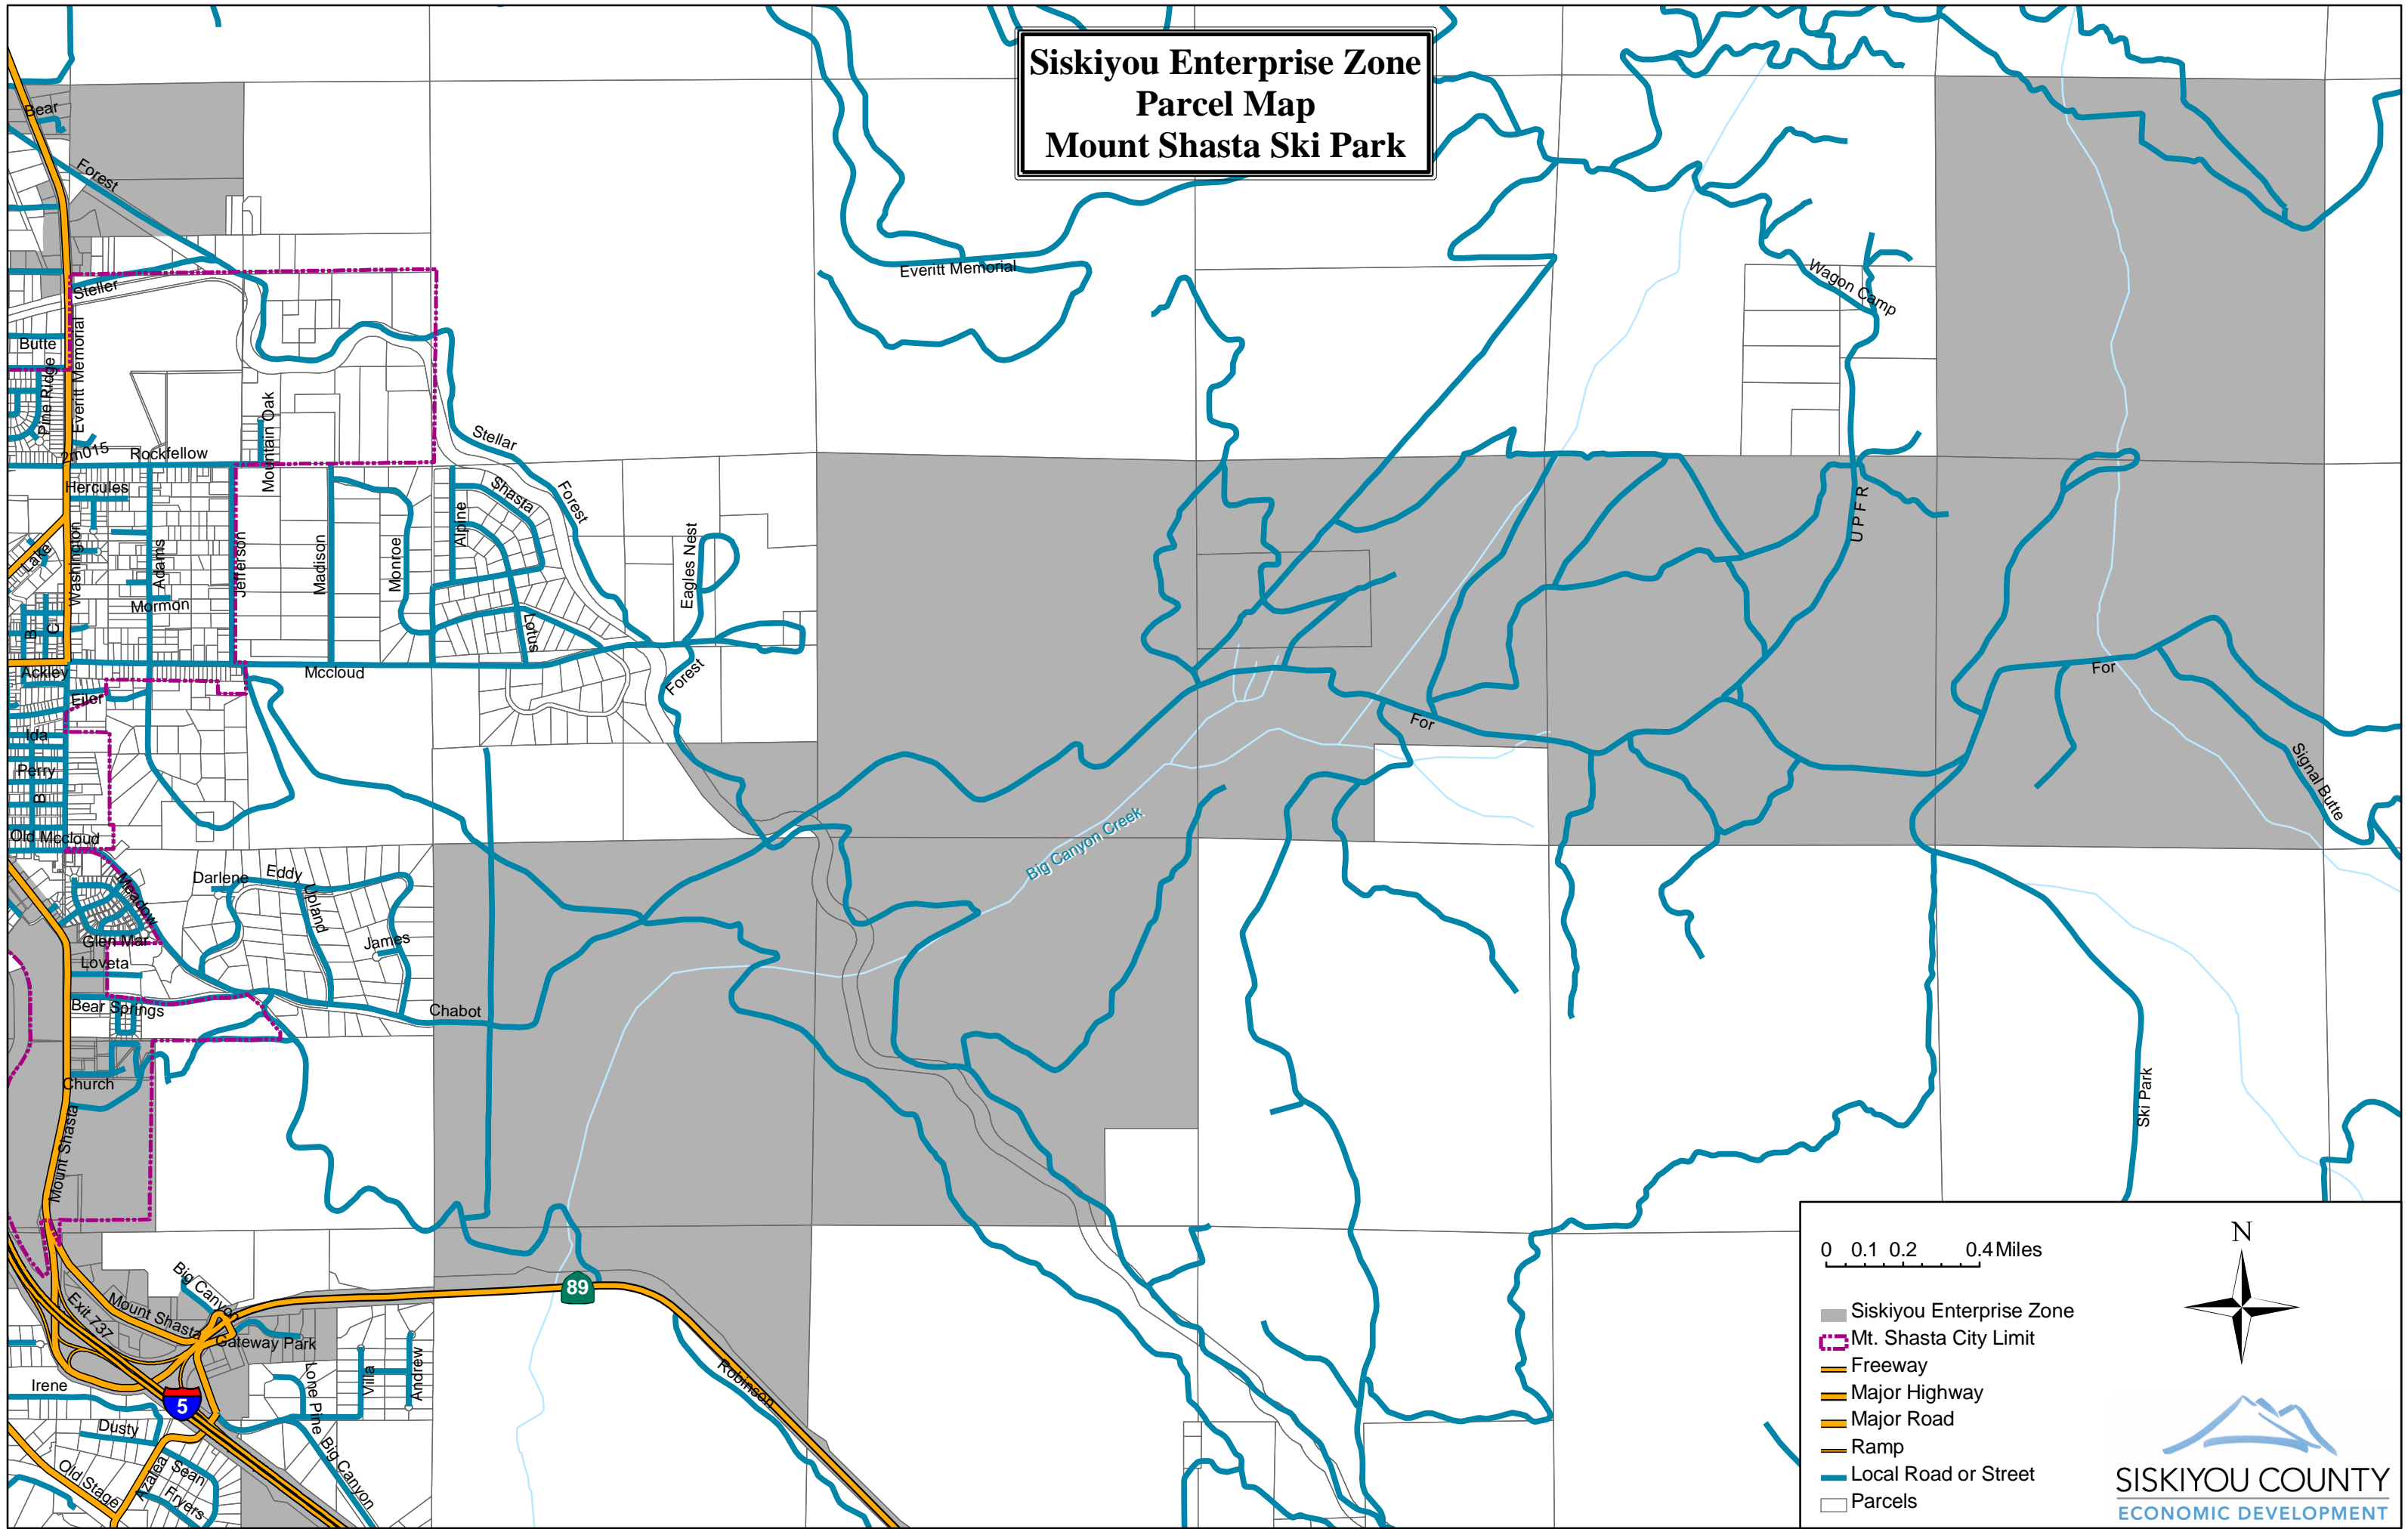 Siskiyou Enterprise Zone
Parcel Map
Mount Shasta Ski Park
Bear
Forest
Steller
Everitt Memorial
Butte
Pine Ridge
Everitt Memorial
Wagon Camp
2m015
Rockfellow
Mountain Oak
Stellar
Hercules
Shasta
Forest
Alpine
Lake
Washington
Adams
Jefferson
Madison
Monroe
Eagles Nest
U P F R
Mormon
B
C
Lotus
Ackley
Mccloud
Forest
For
Eiler
For
Ida
Perry
B
Signal Butte
Old Mccloud
Big Canyon Creek
Meadow
Darlene
Eddy
Upland
Glen Mar
James
Loveta
Bear Springs
Chabot
Church
Mount Shasta
Ski Park
Big Canyon
Exit 737
Mount Shasta
89
Gateway Park
Robinson
Irene
5
Lone Pine
Villa
Andrew
Dusty
Old Stage
Azalea
Sean
Fryers
Big Canyon
0 0.1 0.2 0.4 Miles
N
Siskiyou Enterprise Zone
Mt. Shasta City Limit
Freeway
Major Highway
Major Road
Ramp
Local Road or Street
Parcels
SISKIYOU COUNTY
ECONOMIC DEVELOPMENT